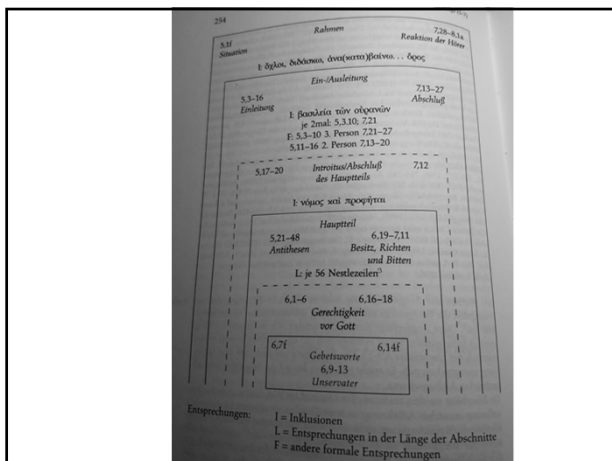 254
Rahmen
5,1f 7,28–8,1a
Situation Reaktion der Hörer
I: ὄχλοι, διδάσκω, ἀνα(κατα)βαίνω... ὄρος
Ein-/Ausleitung
5,3–16 7,13–27
Einleitung Abschluß
I: βασιλεία τῶν οὐρανῶν
je 2mal: 5,3.10; 7,21
F: 5,3–10 3. Person 7,21–27
5,11–16 2. Person 7,13–20
5,17–20 Introitus/Abschluß 7,12
des Hauptteils
I: νόμος καὶ προφῆται
Hauptteil
5,21–48 6,19–7,11
Antithesen Besitz, Richten
und Bitten
L: je 56 Nestlezeilen
6,1–6 6,16–18
Gerechtigkeit
vor Gott
6,7f 6,14f
Gebetsworte
6,9-13
Unservater
Entsprechungen: I = Inklusionen
L = Entsprechungen in der Länge der Abschnitte
F = andere formale Entsprechungen